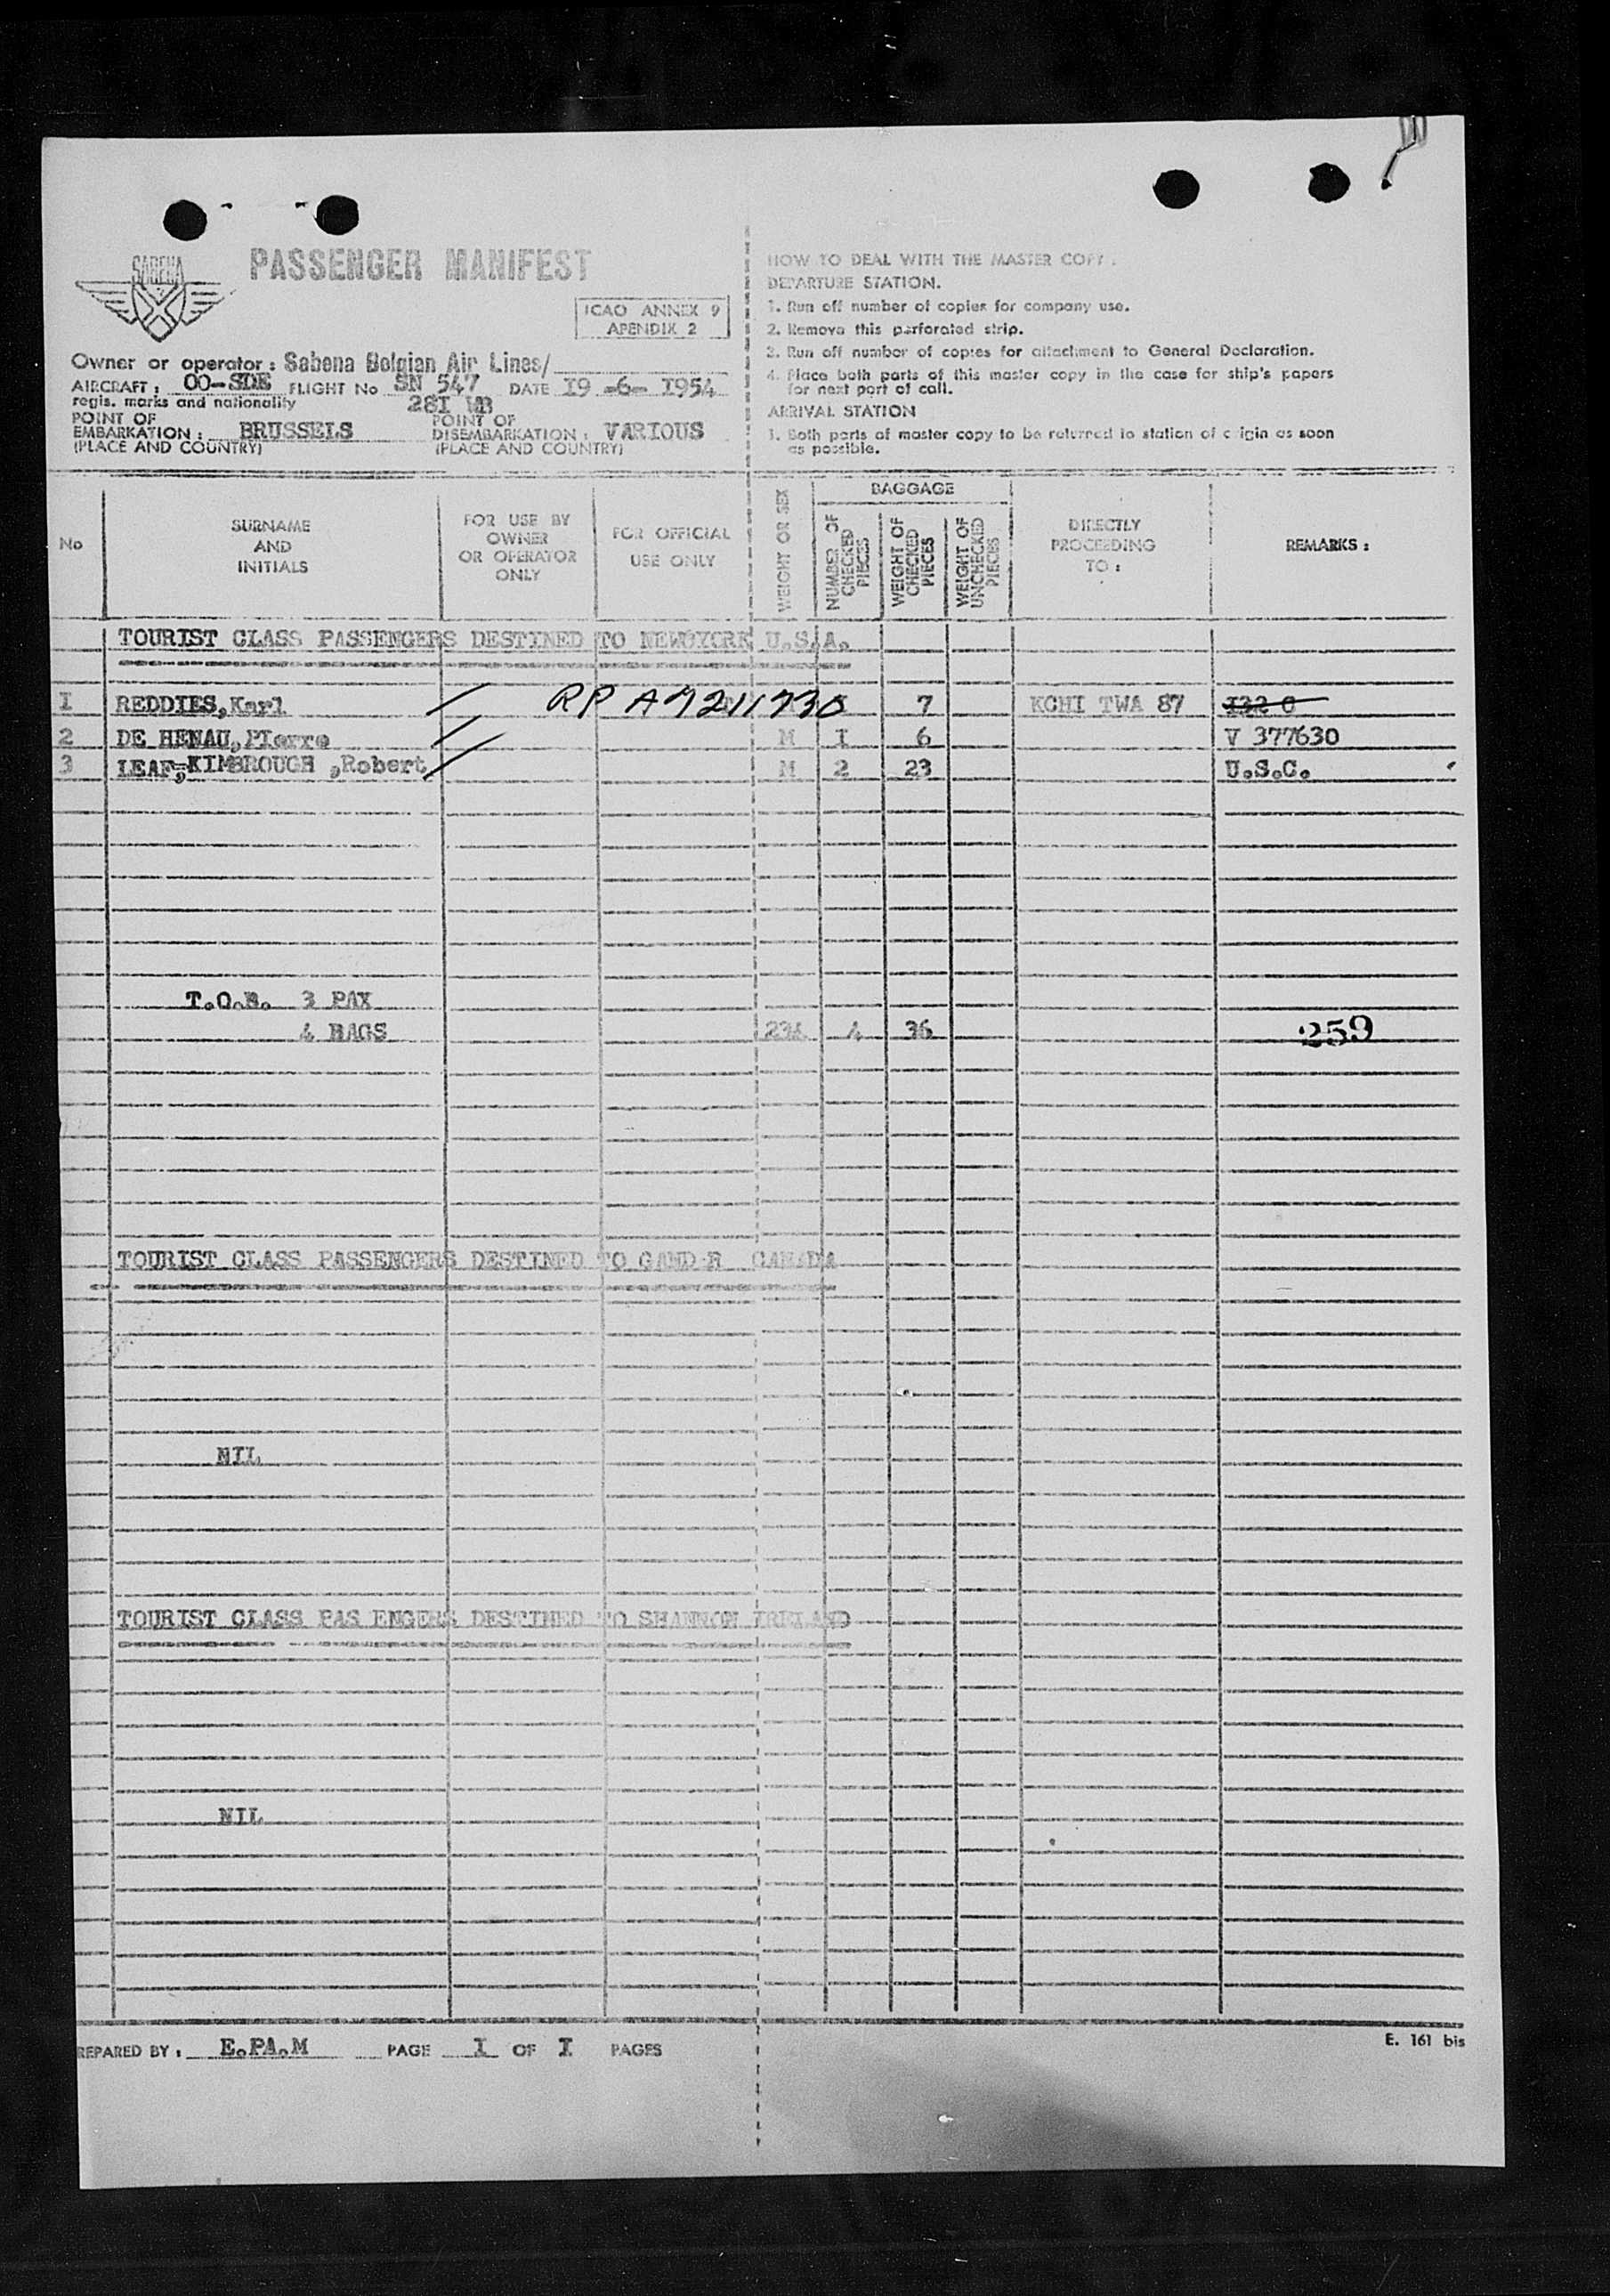 SABENA
PASSENGER MANIFEST
ICAO ANNEX 9
APENDIX 2
Owner or operator : Sabena Belgian Air Lines/
AIRCRAFT : OO-SDE FLIGHT No SN 547 DATE 19 -6- 1954
regis. marks and nationality 281 WB
POINT OF EMBARKATION : BRUSSELS POINT OF DISEMBARKATION : VARIOUS
(PLACE AND COUNTRY) (PLACE AND COUNTRY)
HOW TO DEAL WITH THE MASTER COPY .
DEPARTURE STATION.
1. Run off number of copies for company use.
2. Remove this perforated strip.
3. Run off number of copies for attachment to General Declaration.
4. Place both parts of this master copy in the case for ship's papers
for next port of call.
ARRIVAL STATION
1. Both parts of master copy to be returned to station of origin as soon
as possible.
No
SURNAME
AND
INITIALS
FOR USE BY
OWNER
OR OPERATOR
ONLY
FOR OFFICIAL
USE ONLY
WEIGHT OR SEX
BAGGAGE
NUMBER OF
CHECKED
PIECES
WEIGHT OF
CHECKED
PIECES
WEIGHT OF
UNCHECKED
PIECES
DIRECTLY
PROCEEDING
TO :
REMARKS :
TOURIST CLASS PASSENGERS DESTINED TO NEWYORK U.S.A.
1 REDDIES,Karl RP A7211730 7 KCHI TWA 87 132 0
2 DE HENAU,PIerre M I 6 V 377630
3 LEAF,KIMBROUGH ,Robert M 2 23 U.S.C.
T.O.B. 3 PAX
4 BAGS 234 4 36 259
TOURIST CLASS PASSENGERS DESTINED TO GAND R CANADA
NIL
TOURIST CLASS PAS ENGERS DESTINED TO SHANNON IRELAND
NIL
REPARED BY : E.PA.M PAGE I OF I PAGES
E. 161 bis